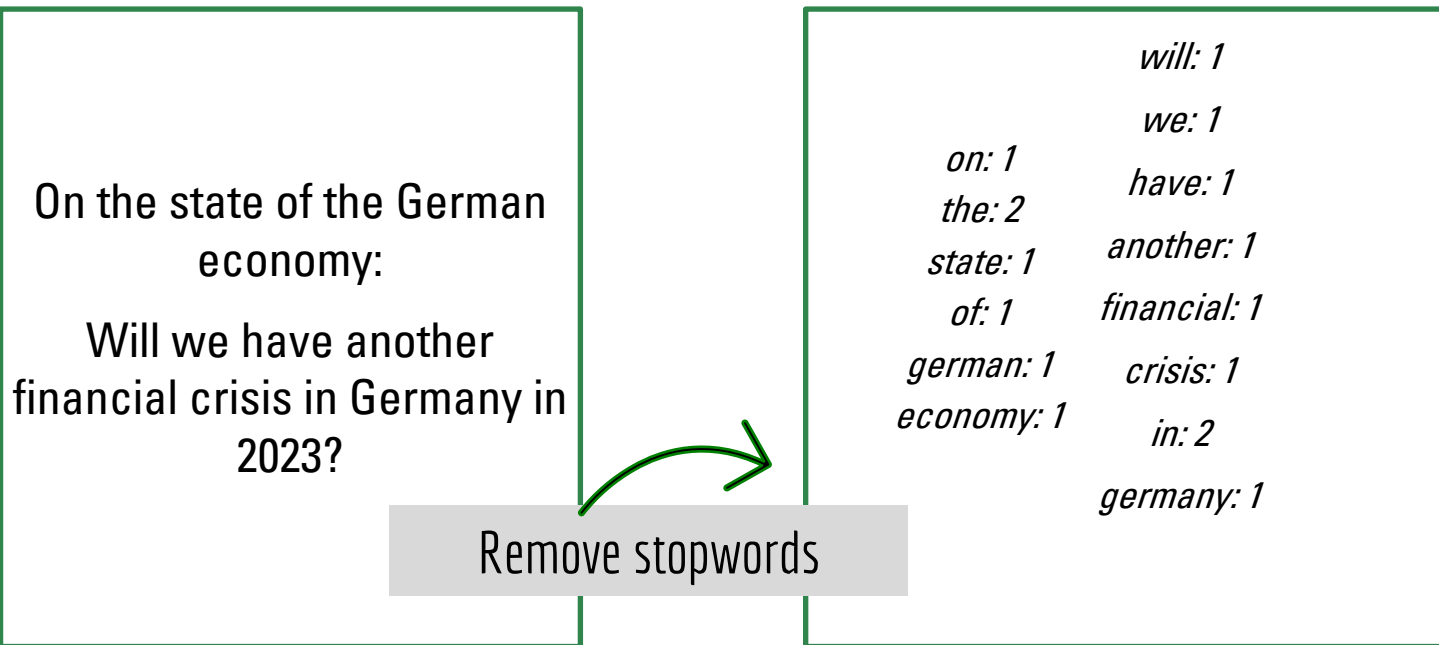 On the state of the German
economy:
Will we have another
financial crisis in Germany in
2023?
Remove stopwords
on: 1
the: 2
state: 1
of: 1
german: 1
economy: 1
will: 1
we: 1
have: 1
another: 1
financial: 1
crisis: 1
in: 2
germany: 1